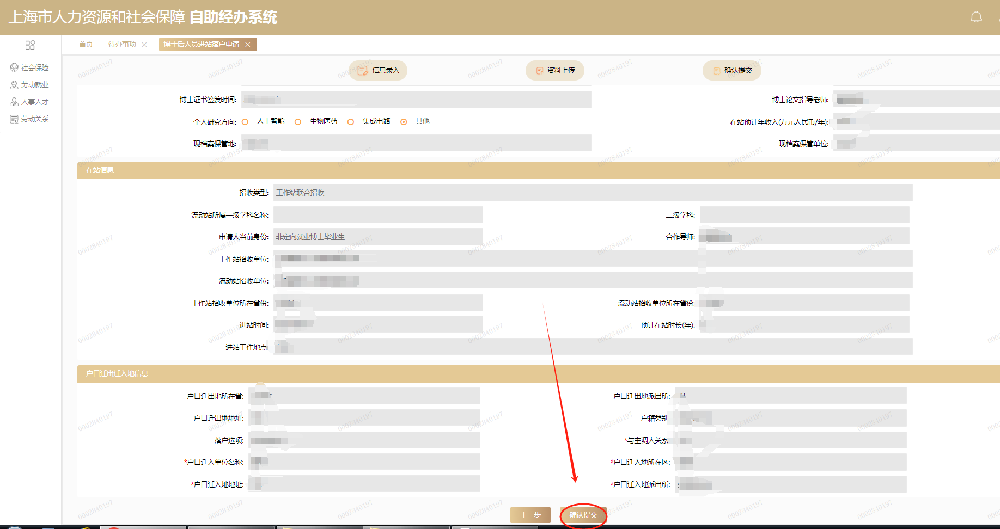 上海市人力资源和社会保障 自助经办系统
首页 待办事项 × 博士后人员进站落户申请 ×
社会保险
劳动就业
人事人才
劳动关系
信息录入 资料上传 确认提交
博士证书签发时间: 博士论文指导老师:
个人研究方向: 人工智能 生物医药 集成电路 其他 在站预计年收入(万元人民币/年):
现档案保管地: 现档案保管单位:
在站信息
招收类型: 工作站联合招收
流动站所属一级学科名称: 二级学科:
申请人当前身份: 非定向就业博士毕业生 合作导师:
工作站招收单位:
流动站招收单位:
工作站招收单位所在省份: 流动站招收单位所在省份:
进站时间: 预计在站时长(年):
进站工作地点
户口迁出迁入地信息
户口迁出地所在省: 户口迁出地派出所:
户口迁出地地址: 户籍类别
落户选项: *与主调人关系
*户口迁入单位名称: *户口迁入地所在区:
*户口迁入地地址: *户口迁入地派出所:
上一步 确认提交
0002840197